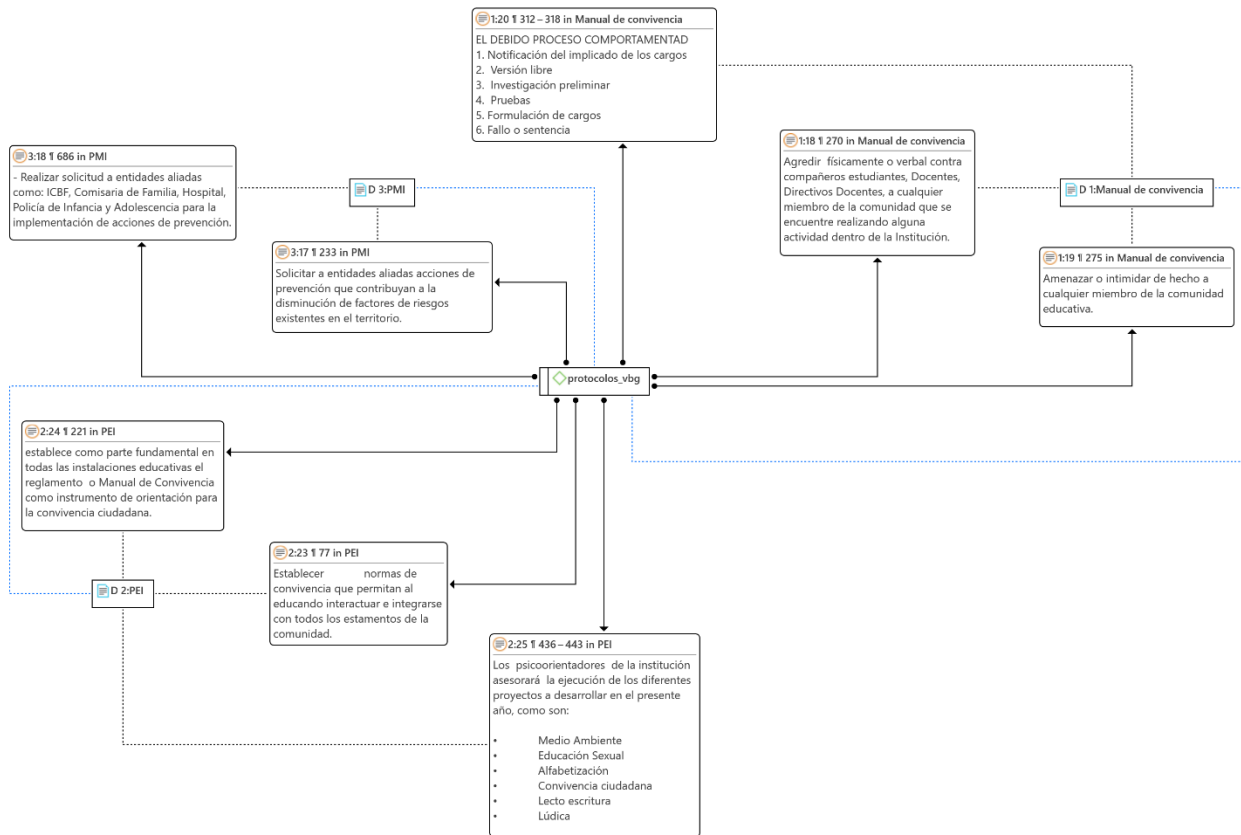 1:20 ¶ 312 – 318 in Manual de convivencia
EL DEBIDO PROCESO COMPORTAMENTAD
1. Notificación del implicado de los cargos
2. Versión libre
3. Investigación preliminar
4. Pruebas
5. Formulación de cargos
6. Fallo o sentencia
3:18 ¶ 686 in PMI
- Realizar solicitud a entidades aliadas
como: ICBF, Comisaria de Familia, Hospital,
Policía de Infancia y Adolescencia para la
implementación de acciones de prevención.
D 3:PMI
1:18 ¶ 270 in Manual de convivencia
Agredir físicamente o verbal contra
compañeros estudiantes, Docentes,
Directivos Docentes, a cualquier
miembro de la comunidad que se
encuentre realizando alguna
actividad dentro de la Institución.
D 1:Manual de convivencia
3:17 ¶ 233 in PMI
Solicitar a entidades aliadas acciones de
prevención que contribuyan a la
disminución de factores de riesgos
existentes en el territorio.
1:19 ¶ 275 in Manual de convivencia
Amenazar o intimidar de hecho a
cualquier miembro de la comunidad
educativa.
protocolos_vbg
2:24 ¶ 221 in PEI
establece como parte fundamental en
todas las instalaciones educativas el
reglamento o Manual de Convivencia
como instrumento de orientación para
la convivencia ciudadana.
D 2:PEI
2:23 ¶ 77 in PEI
Establecer normas de
convivencia que permitan al
educando interactuar e integrarse
con todos los estamentos de la
comunidad.
2:25 ¶ 436 – 443 in PEI
Los psicoorientadores de la institución
asesorará la ejecución de los diferentes
proyectos a desarrollar en el presente
año, como son:
• Medio Ambiente
• Educación Sexual
• Alfabetización
• Convivencia ciudadana
• Lecto escritura
• Lúdica